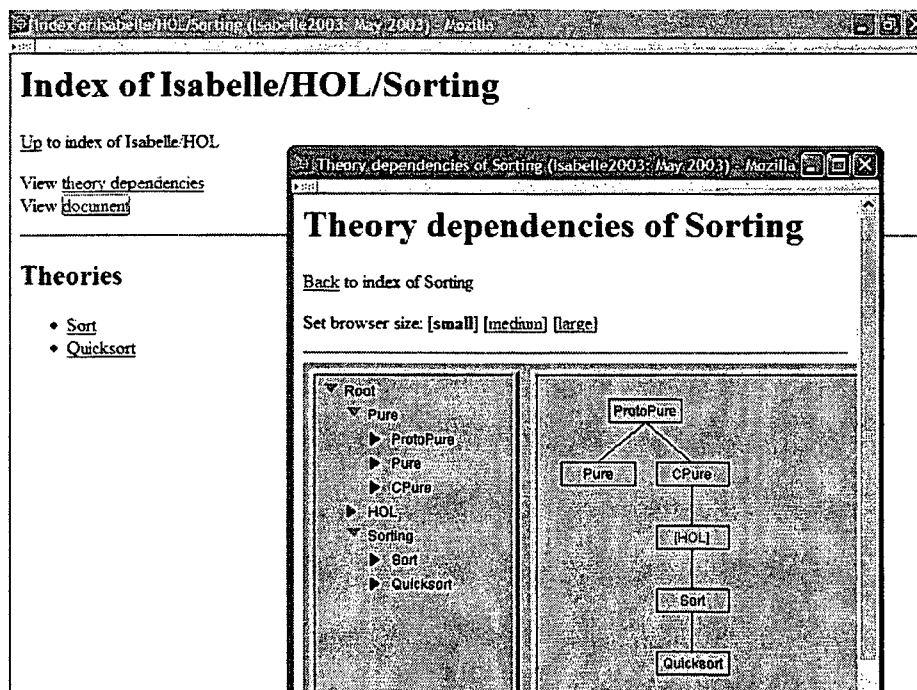 Index of Isabelle/HOL/Sorting (Isabelle2003: May 2003) - Mozilla
Index of Isabelle/HOL/Sorting
Up to index of Isabelle/HOL
View theory dependencies
View document
Theories
• Sort
• Quicksort
Theory dependencies of Sorting (Isabelle2003: May 2003) - Mozilla
Theory dependencies of Sorting
Back to index of Sorting
Set browser size: [small] [medium] [large]
Root
Pure
ProtoPure
Pure
CPure
HOL
Sorting
Sort
Quicksort
ProtoPure
Pure
CPure
[HOL]
Sort
Quicksort